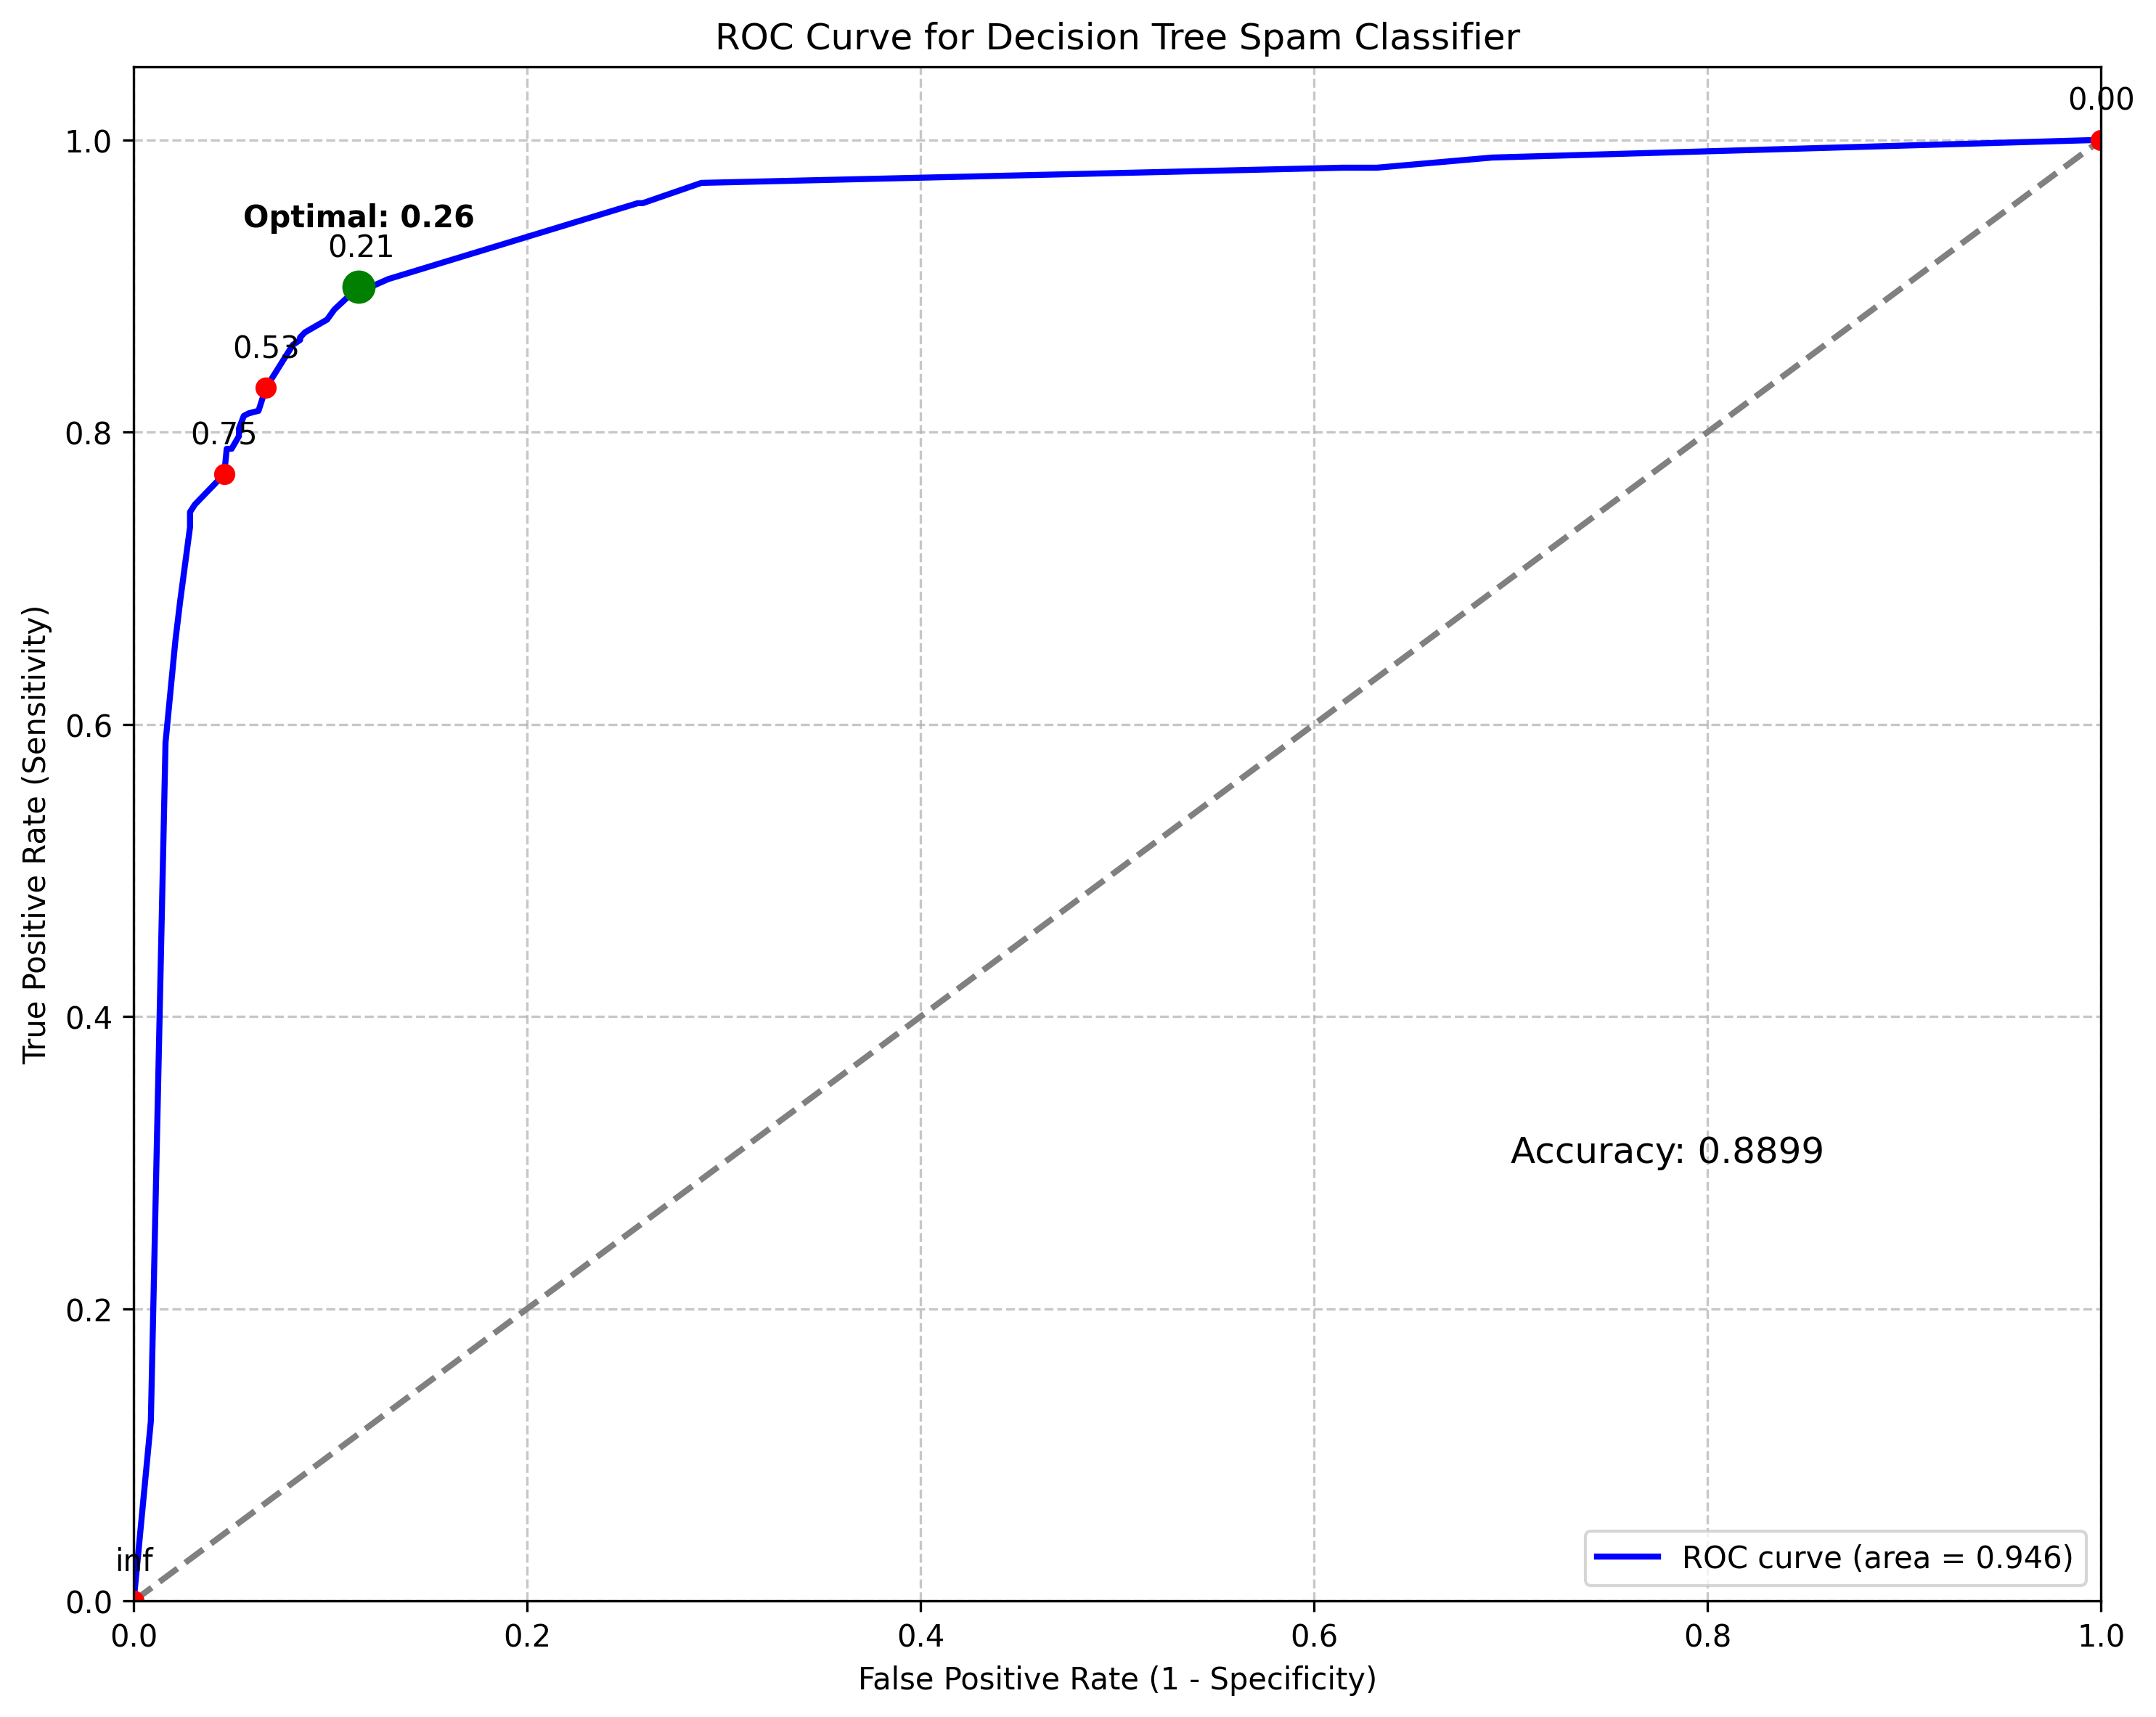 ROC Curve for Decision Tree Spam Classifier
0.00
1.0
Optimal: 0.26
0.21
0.53
0.8
0.75
0.6
True Positive Rate (Sensitivity)
0.4
Accuracy: 0.8899
0.2
inf
ROC curve (area = 0.946)
0.0
0.0 0.2 0.4 0.6 0.8 1.0
False Positive Rate (1 - Specificity)